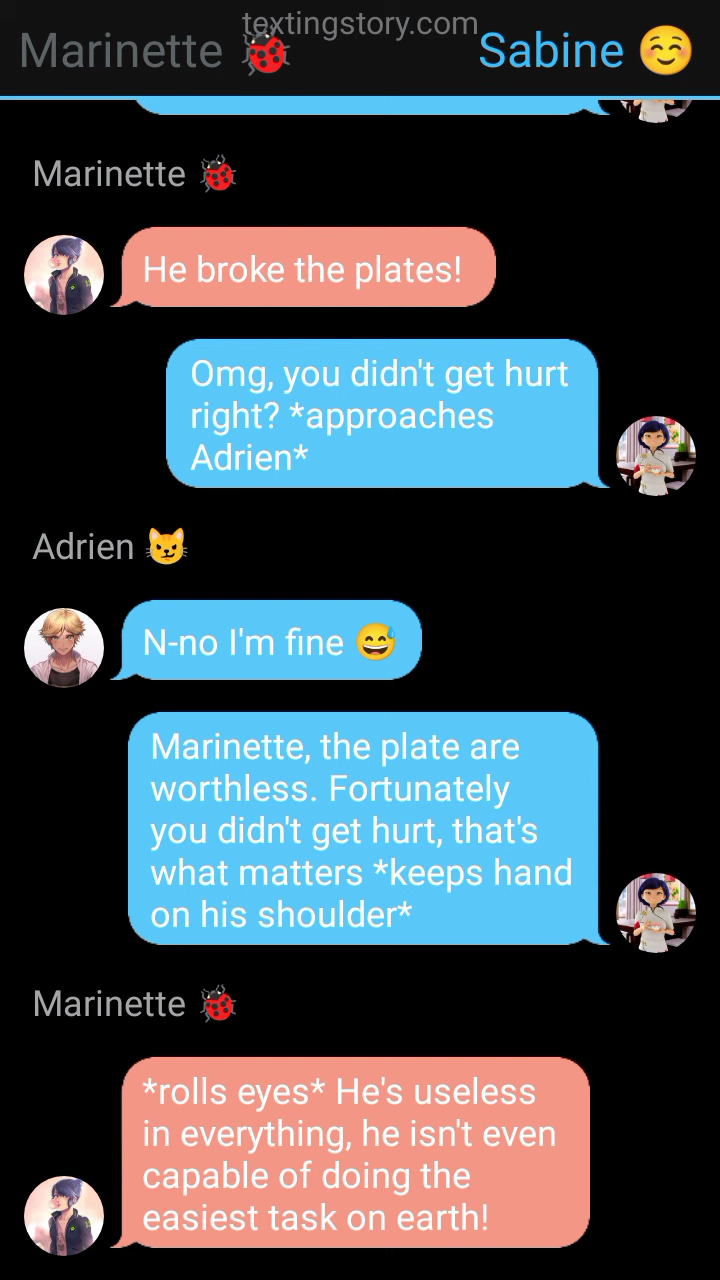 textingstory.com
Marinette 🐞 Sabine ☺️
Marinette 🐞
He broke the plates!
Omg, you didn't get hurt
right? *approaches
Adrien*
Adrien 😼
N-no I'm fine 😅
Marinette, the plate are
worthless. Fortunately
you didn't get hurt, that's
what matters *keeps hand
on his shoulder*
Marinette 🐞
*rolls eyes* He's useless
in everything, he isn't even
capable of doing the
easiest task on earth!